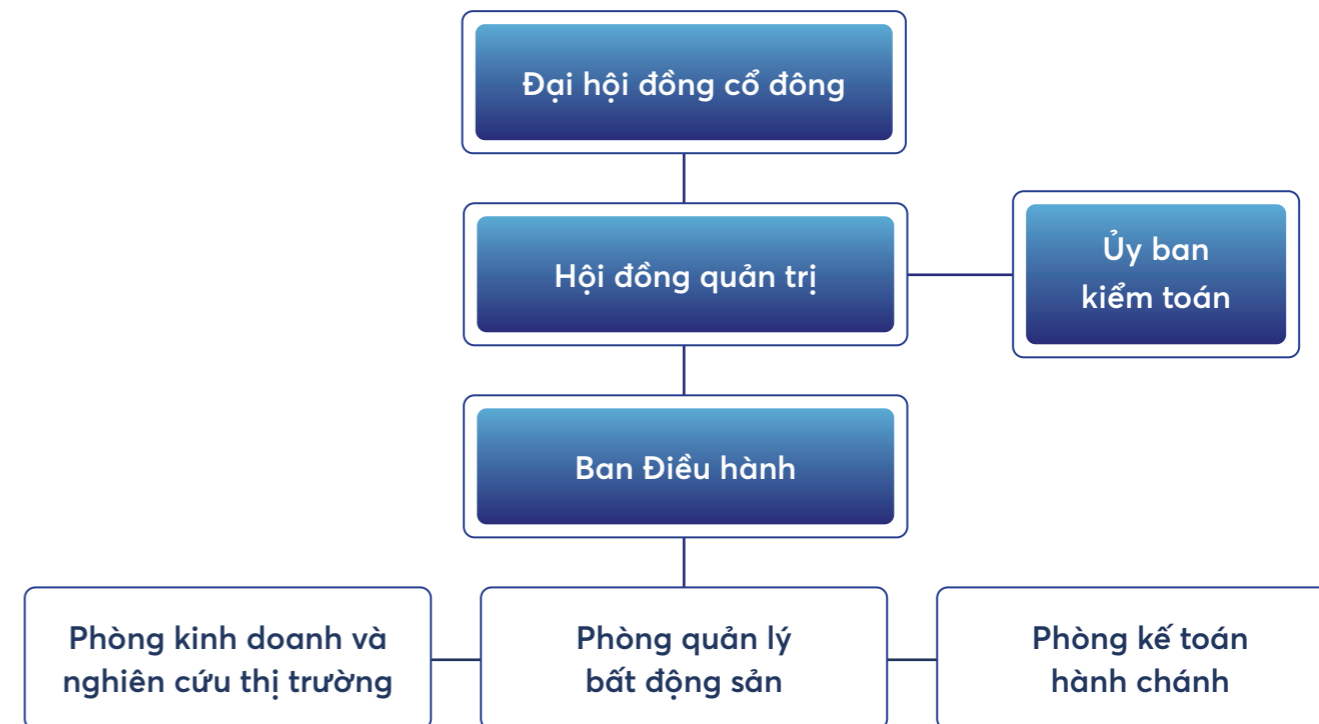 Đại hội đồng cổ đông
Hội đồng quản trị
Ủy ban
kiểm toán
Ban Điều hành
Phòng kinh doanh và
nghiên cứu thị trường
Phòng quản lý
bất động sản
Phòng kế toán
hành chánh